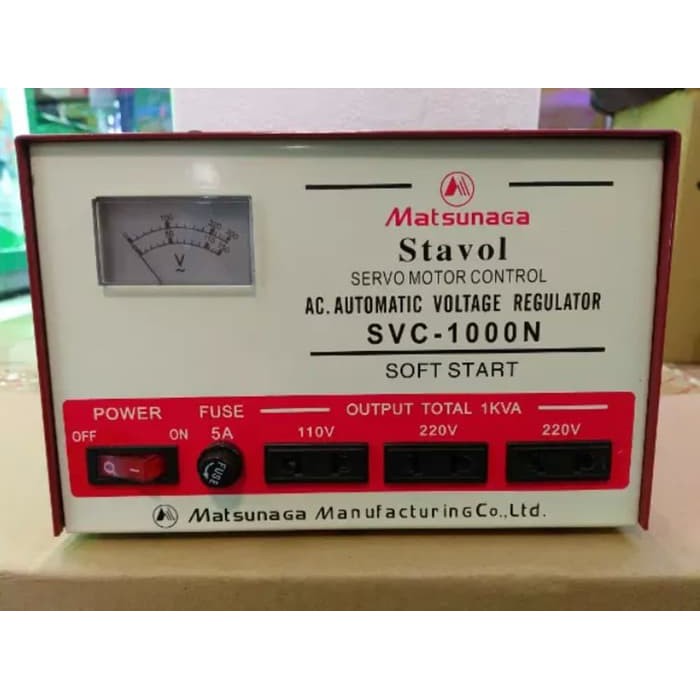 Matsunaga
Stavol
SERVO MOTOR CONTROL
AC. AUTOMATIC VOLTAGE REGULATOR
SVC-1000N
SOFT START
V
POWER
OFF ON
FUSE
5A
FUSE
OUTPUT TOTAL 1KVA
110V 220V 220V
Matsunaga Manufacturing Co., Ltd.